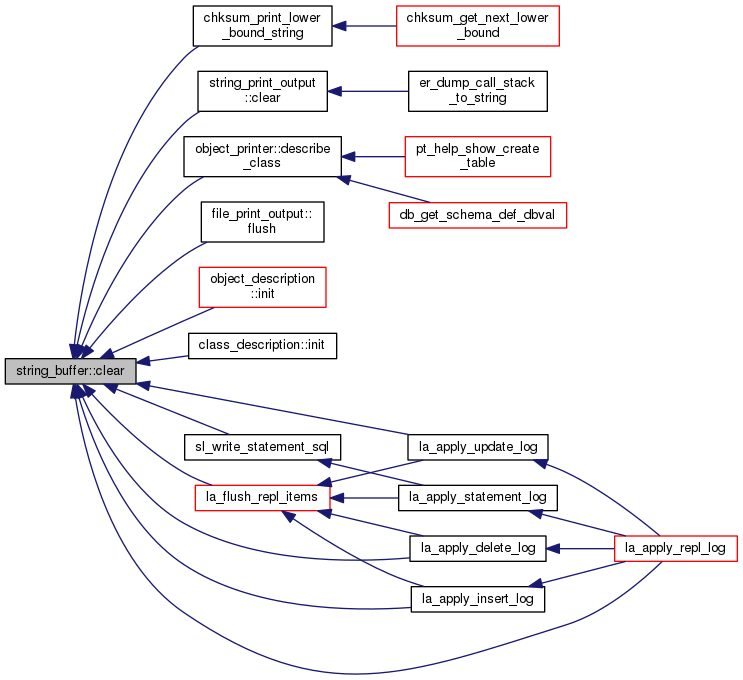 chksum_print_lower
_bound_string
chksum_get_next_lower
_bound
string_print_output
::clear
er_dump_call_stack
_to_string
object_printer::describe
_class
pt_help_show_create
_table
db_get_schema_def_dbval
file_print_output::
flush
object_description
::init
class_description::init
string_buffer::clear
sl_write_statement_sql
la_apply_update_log
la_flush_repl_items
la_apply_statement_log
la_apply_delete_log
la_apply_repl_log
la_apply_insert_log